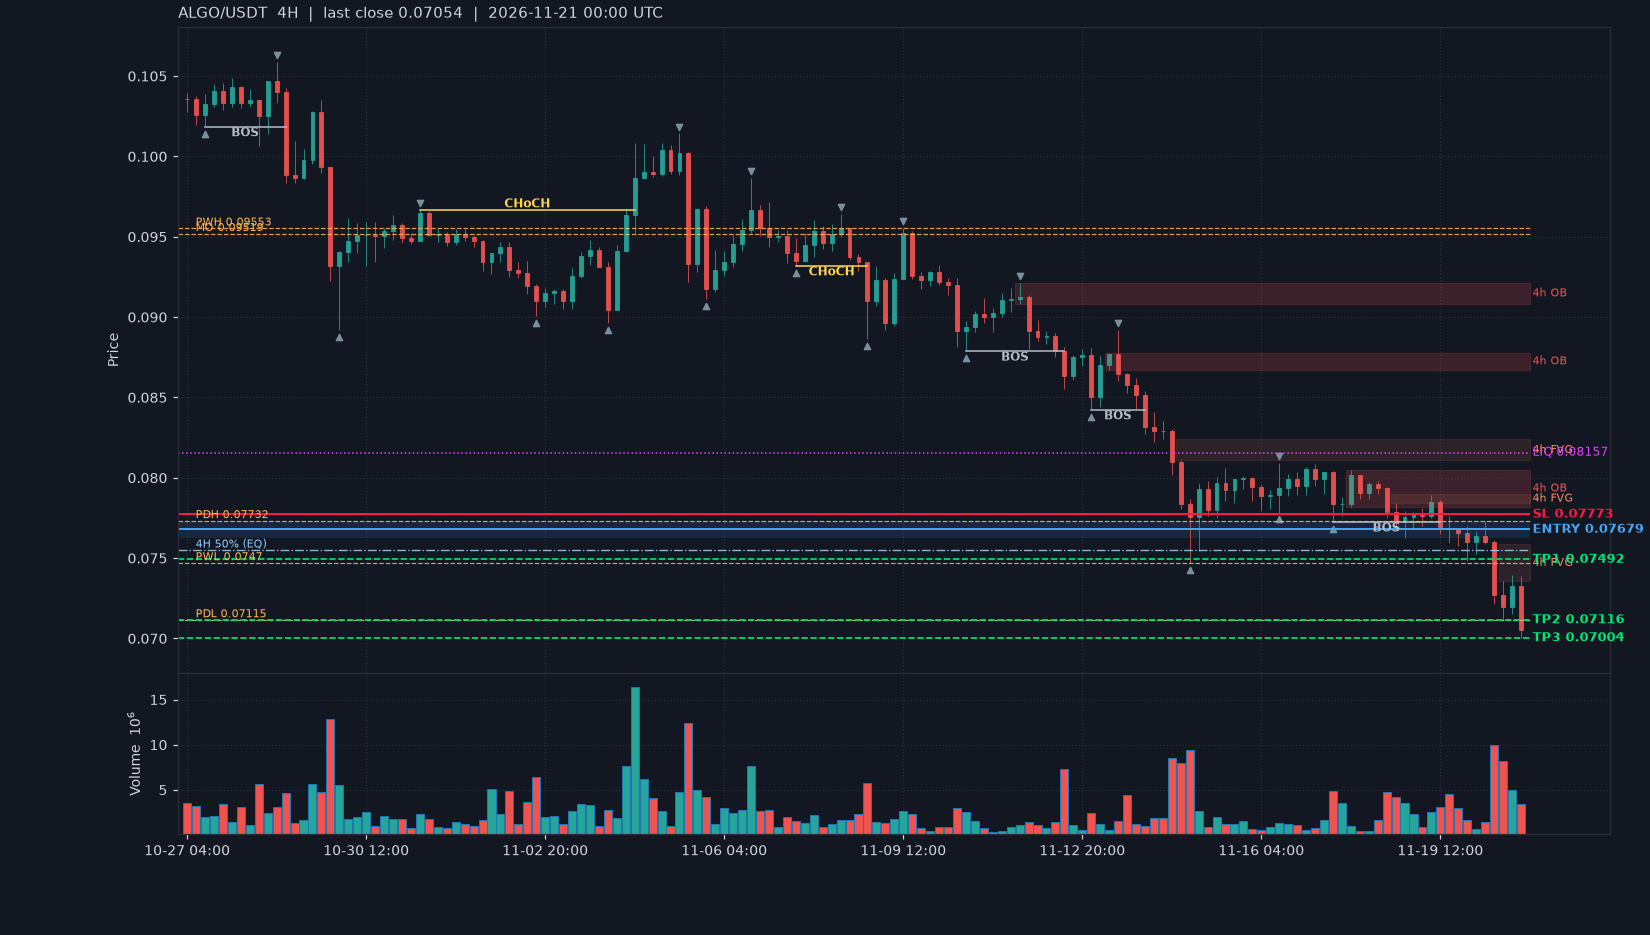 ALGO/USDT 4H | last close 0.07054 | 2026-11-21 00:00 UTC
0.105
BOS
0.100
CHoCH
PWH 0.09553
MO 0.09519
0.095
CHoCH
4h OB
0.090
Price
BOS
4h OB
0.085
BOS
4h FVG
LIQ 0.08157
0.080
4h OB
4h FVG
PDH 0.07732
SL 0.07773
BOS
ENTRY 0.07679
4H 50% (EQ)
0.075
PWL 0.0747
TP1 0.07492
4h FVG
PDL 0.07115
TP2 0.07116
0.070
TP3 0.07004
15
10
5
Volume 10⁶
10-27 04:00
10-30 12:00
11-02 20:00
11-06 04:00
11-09 12:00
11-12 20:00
11-16 04:00
11-19 12:00